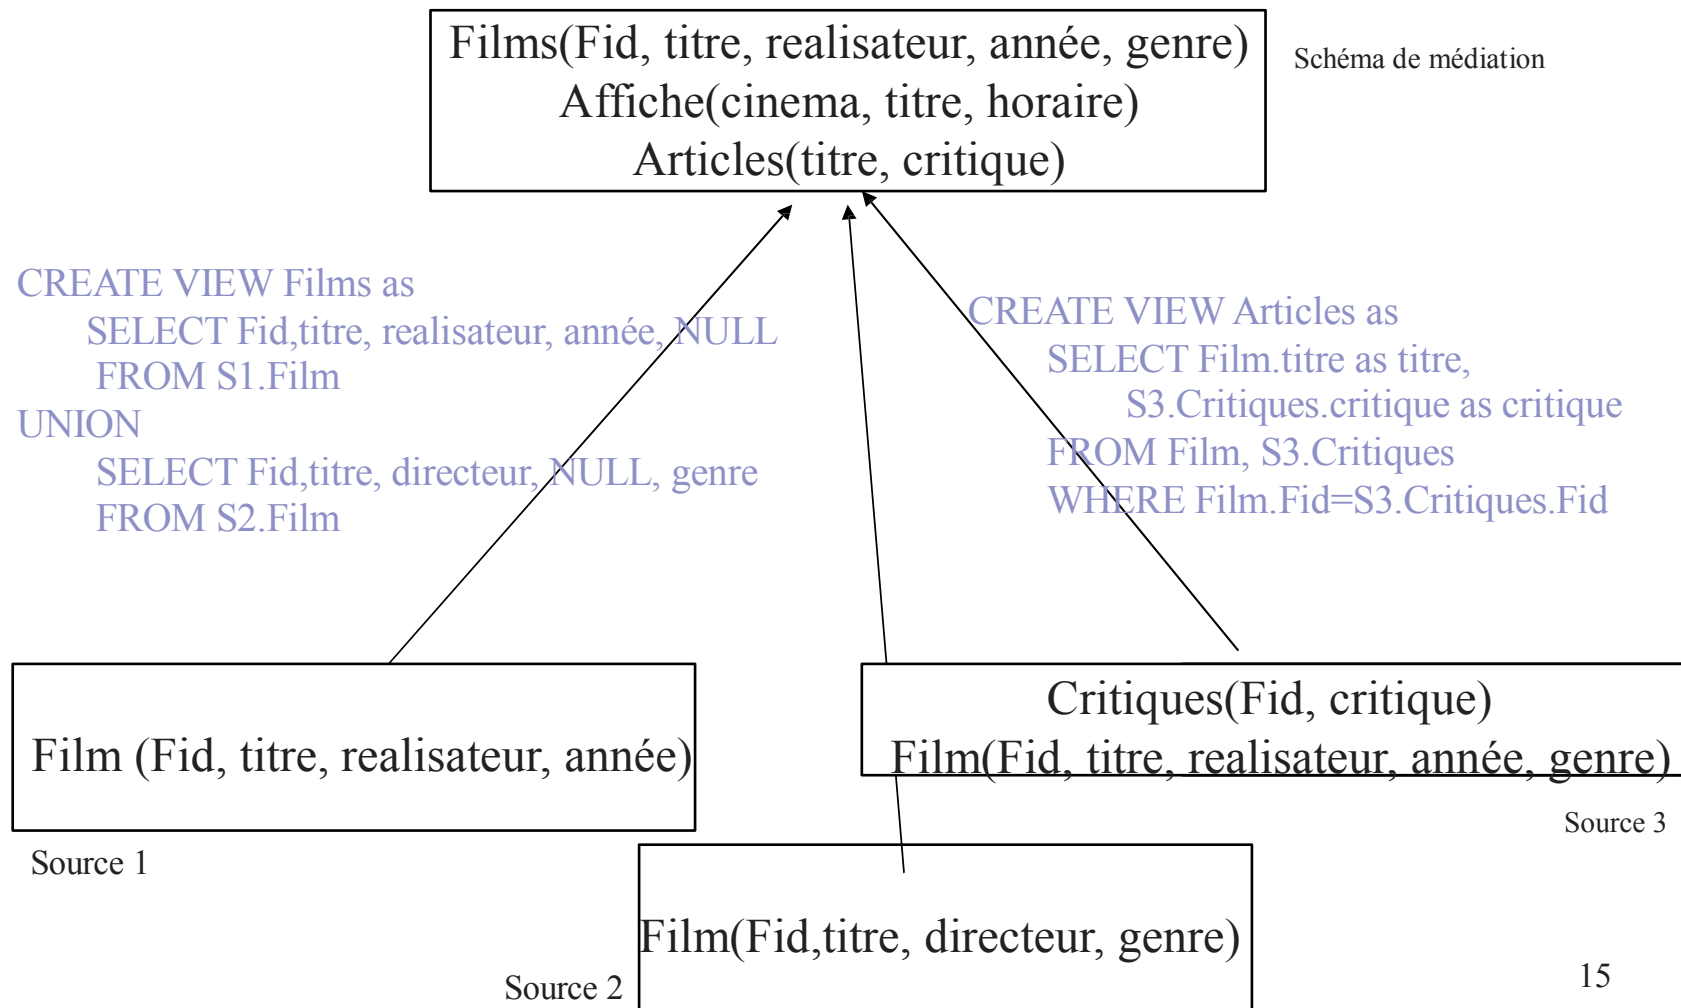 Films(Fid, titre, realisateur, année, genre)
Affiche(cinema, titre, horaire)
Articles(titre, critique)
Schéma de médiation
CREATE VIEW Films as
SELECT Fid,titre, realisateur, année, NULL
FROM S1.Film
UNION
SELECT Fid,titre, directeur, NULL, genre
FROM S2.Film
CREATE VIEW Articles as
SELECT Film.titre as titre,
S3.Critiques.critique as critique
FROM Film, S3.Critiques
WHERE Film.Fid=S3.Critiques.Fid
Film (Fid, titre, realisateur, année)
Source 1
Critiques(Fid, critique)
Film(Fid, titre, realisateur, année, genre)
Source 3
Film(Fid,titre, directeur, genre)
Source 2
15